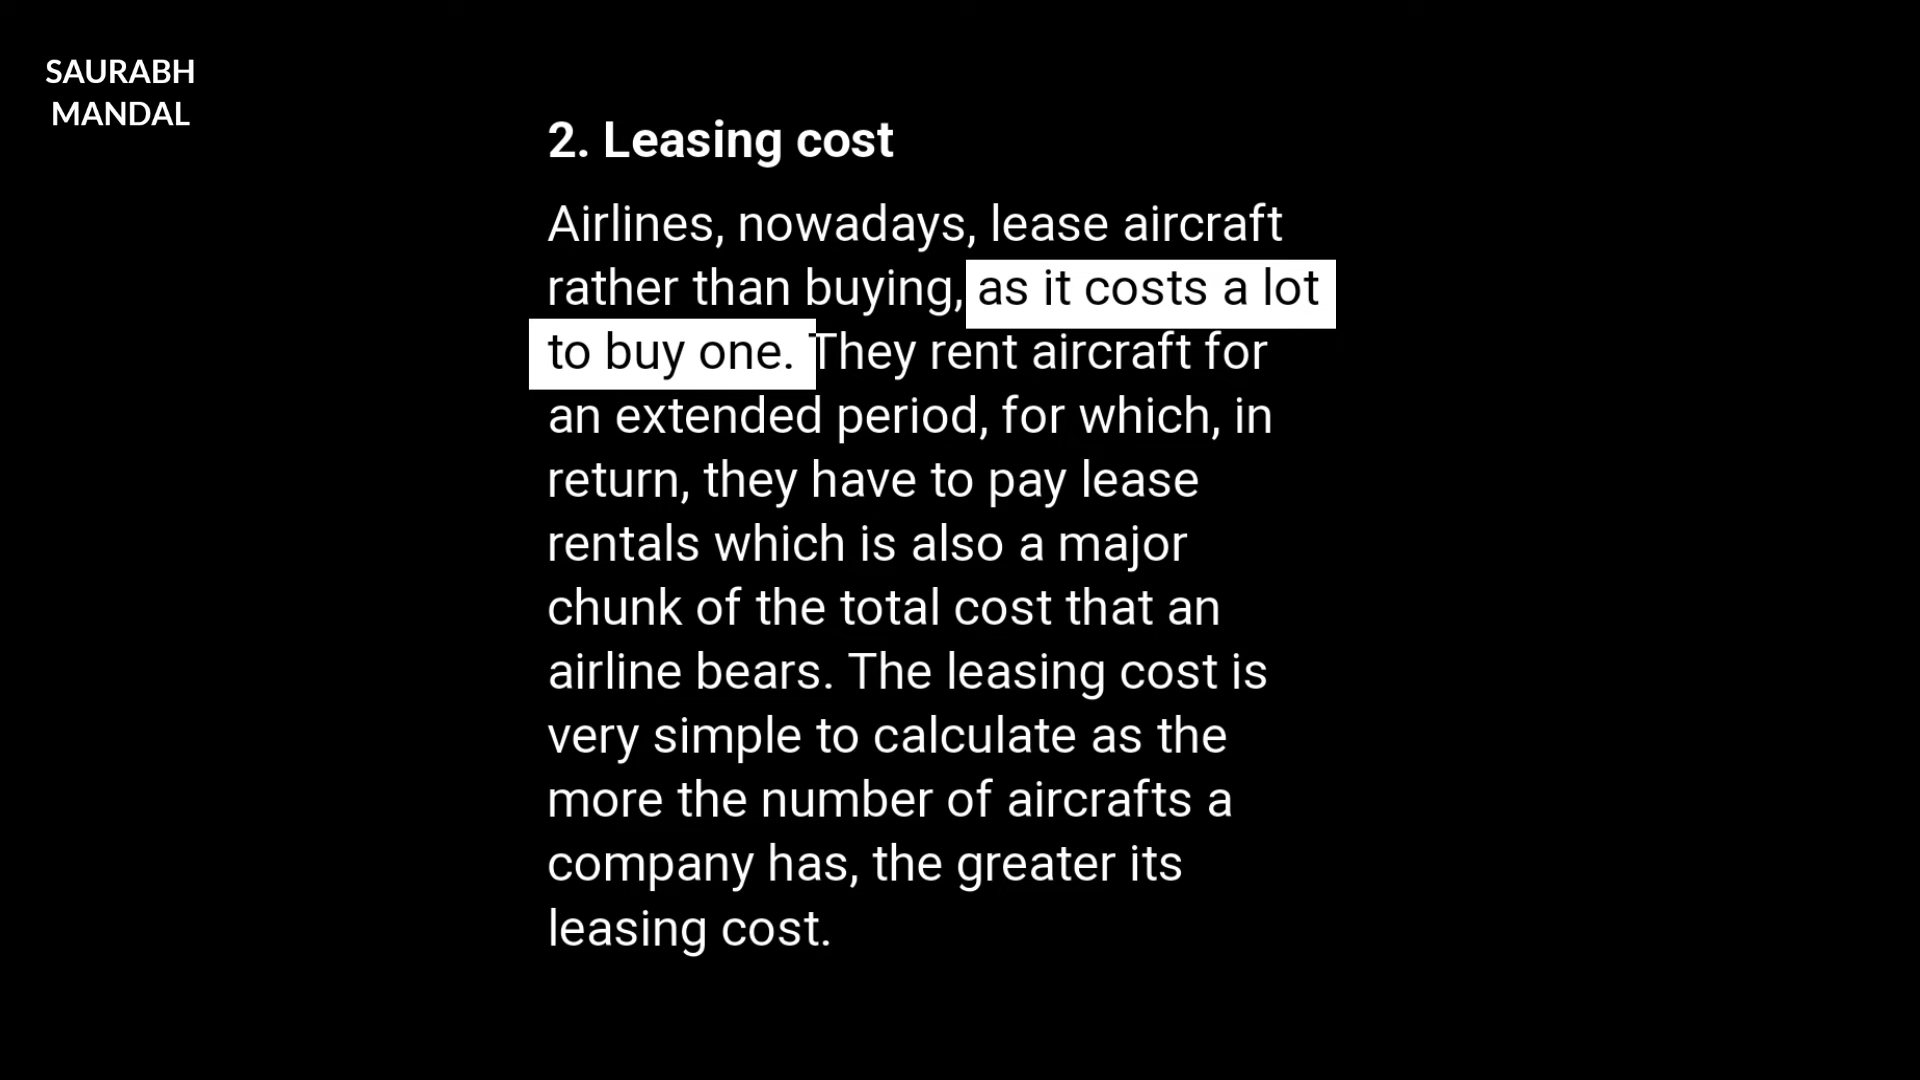 SAURABH
MANDAL
2. Leasing cost
Airlines, nowadays, lease aircraft
rather than buying, as it costs a lot
to buy one. They rent aircraft for
an extended period, for which, in
return, they have to pay lease
rentals which is also a major
chunk of the total cost that an
airline bears. The leasing cost is
very simple to calculate as the
more the number of aircrafts a
company has, the greater its
leasing cost.